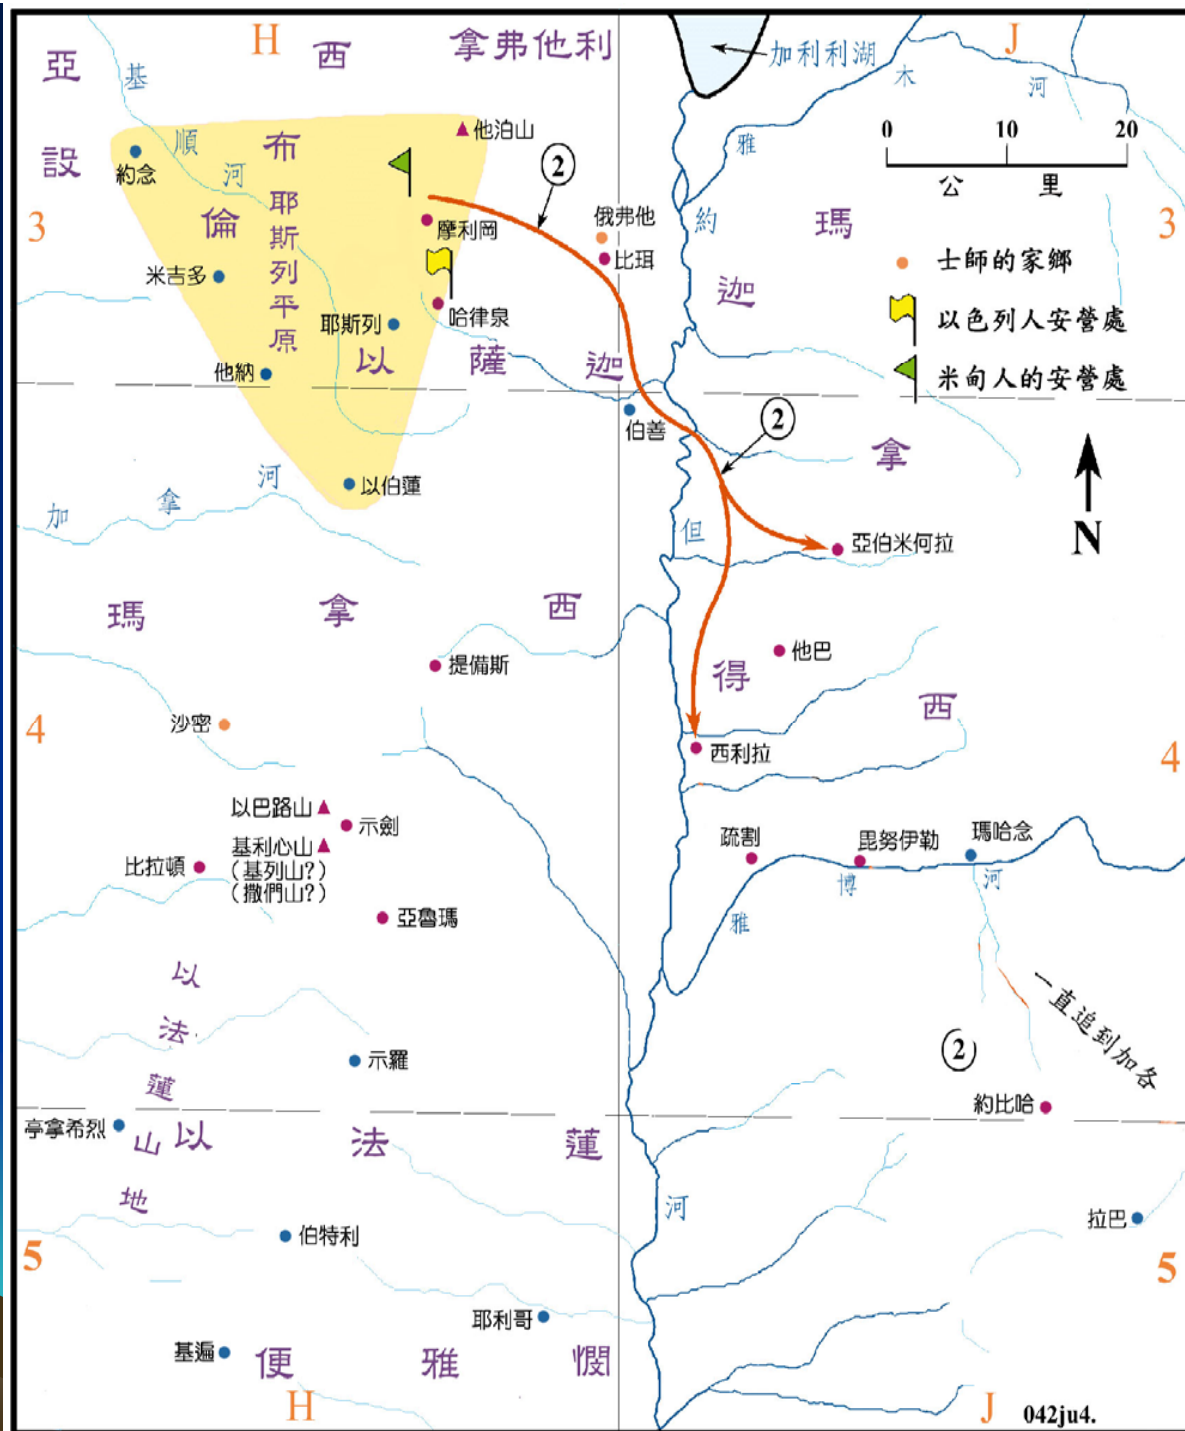 H
西
拿弗他利
加利利湖
J
亞設
基順河
木河
雅
0 10 20
公里
他泊山
約念
布
倫
2
3
耶斯列平原
摩利岡
俄弗他
比珥
約
瑪
3
士師的家鄉
以色列人安營處
米甸人的安營處
迦
米吉多
耶斯列
哈律泉
以薩迦
他納
伯善
2
拿
N
以伯蓮
加拿河
但
亞伯米何拉
瑪拿西
提備斯
他巴
得
西
沙密
4
西利拉
4
以巴路山
示劍
基利心山
(基列山?)
(撒們山?)
比拉頓
亞魯瑪
疏割
毘努伊勒
瑪哈念
雅博河
以法蓮山地
一直追到加各
2
示羅
約比哈
亭拿希烈
以法蓮
河
拉巴
伯特利
5
5
耶利哥
基遍
便雅憫
H
J
042ju4.